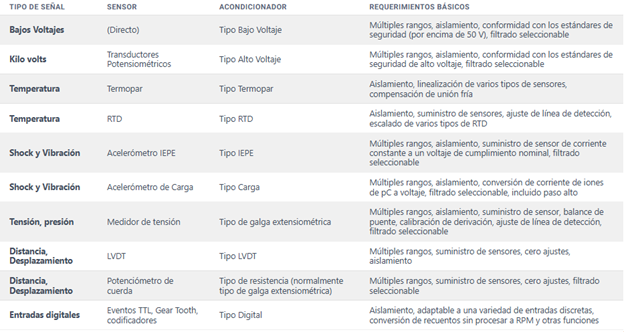 TIPO DE SEÑAL SENSOR ACONDICIONADOR REQUERIMIENTOS BÁSICOS
Bajos Voltajes (Directo) Tipo Bajo Voltaje Múltiples rangos, aislamiento, conformidad con los estándares de
seguridad (por encima de 50 V), filtrado seleccionable
Kilo volts Transductores
Potensiométricos Tipo Alto Voltaje Múltiples rangos, aislamiento, conformidad con los estándares de
seguridad de alto voltaje, filtrado seleccionable
Temperatura Termopar Tipo Termopar Aislamiento, linealización de varios tipos de sensores,
compensación de unión fría
Temperatura RTD Tipo RTD Aislamiento, suministro de sensores, ajuste de línea de detección,
escalado de varios tipos de RTD
Shock y Vibración Acelerómetro IEPE Tipo IEPE Múltiples rangos, aislamiento, suministro de sensor de corriente
constante a un voltaje de cumplimiento nominal, filtrado
seleccionable
Shock y Vibración Acelerómetro de Carga Tipo Carga Múltiples rangos, aislamiento, conversión de corriente de iones
de pC a voltaje, filtrado seleccionable, incluido paso alto
Tensión, presión Medidor de tensión Tipo de galga extensiométrica Múltiples rangos, aislamiento, suministro de sensor, balance de
puente, calibración de derivación, ajuste de línea de detección,
filtrado seleccionable
Distancia,
Desplazamiento LVDT Tipo LVDT Múltiples rangos, suministro de sensores, cero ajustes,
aislamiento
Distancia,
Desplazamiento Potenciómetro de
cuerda Tipo de resistencia (normalmente
tipo de galga extensiométrica) Múltiples rangos, suministro de sensores, cero ajustes, filtrado
seleccionable
Entradas digitales Eventos TTL, Gear Tooth,
codificadores Tipo Digital Aislamiento, adaptable a una variedad de entradas discretas,
conversión de recuentos sin procesar a RPM y otras funciones